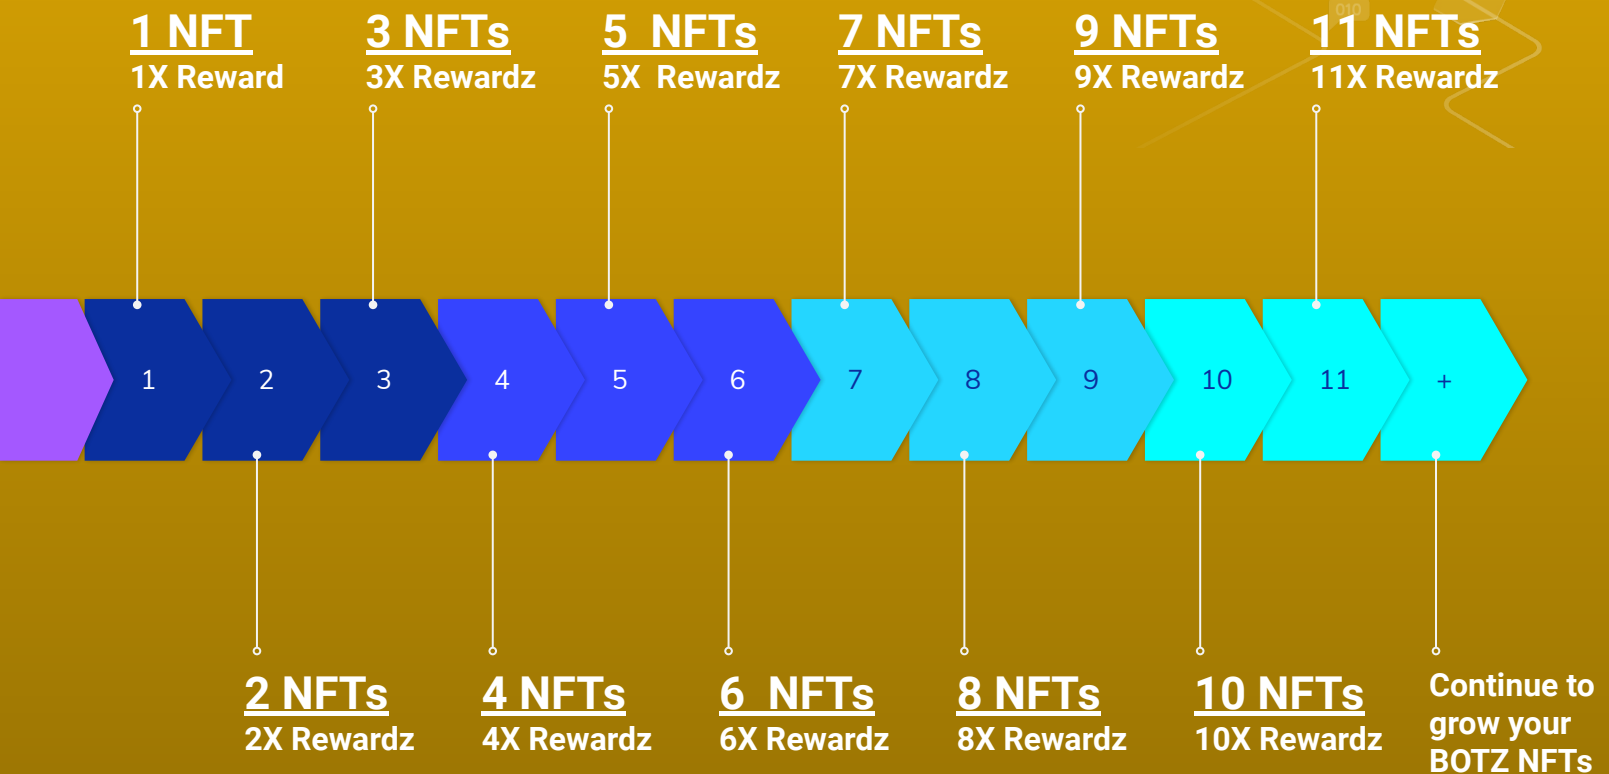 010
1 NFT
1X Reward
3 NFTs
3X Rewardz
5  NFTs
5X  Rewardz
7 NFTs
7X Rewardz
9 NFTs
9X Rewardz
11 NFTs
11X Rewardz
1
2
3
4
5
6
7
8
9
10
11
+
2 NFTs
2X Rewardz
4 NFTs
4X Rewardz
6  NFTs
6X Rewardz
8 NFTs
8X Rewardz
10 NFTs
10X Rewardz
Continue to
grow your
BOTZ NFTs